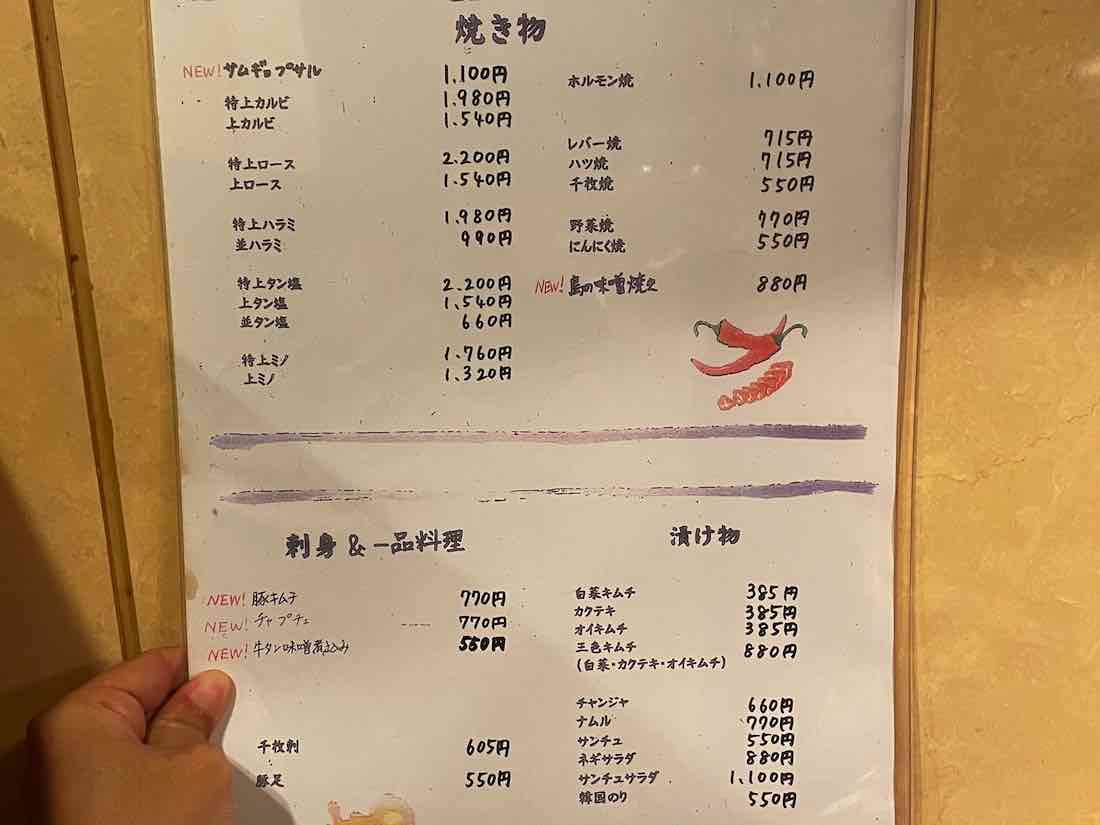 焼き物
NEW! サムギョプサル 1.100円
特上カルビ 1.980円
上カルビ 1.540円
特上ロース 2.200円
上ロース 1.540円
特上ハラミ 1.980円
並ハラミ 990円
特上タン塩 2.200円
上タン塩 1.540円
並タン塩 660円
特上ミノ 1.760円
上ミノ 1.320円
ホルモン焼 1.100円
レバー焼 715円
ハツ焼 715円
千枚焼 550円
野菜焼 770円
にんにく焼 550円
NEW! 鳥の味噌焼き 880円
刺身 & 一品料理
NEW! 豚キムチ 770円
NEW! チャプチェ 770円
NEW! 牛タン味噌煮込み 550円
千枚刺 605円
豚足 550円
漬け物
白菜キムチ 385円
カクテキ 385円
オイキムチ 385円
三色キムチ 880円
(白菜・カクテキ・オイキムチ)
チャンジャ 660円
ナムル 770円
サンチュ 550円
ネギサラダ 880円
サンチュサラダ 1.100円
韓国のり 550円